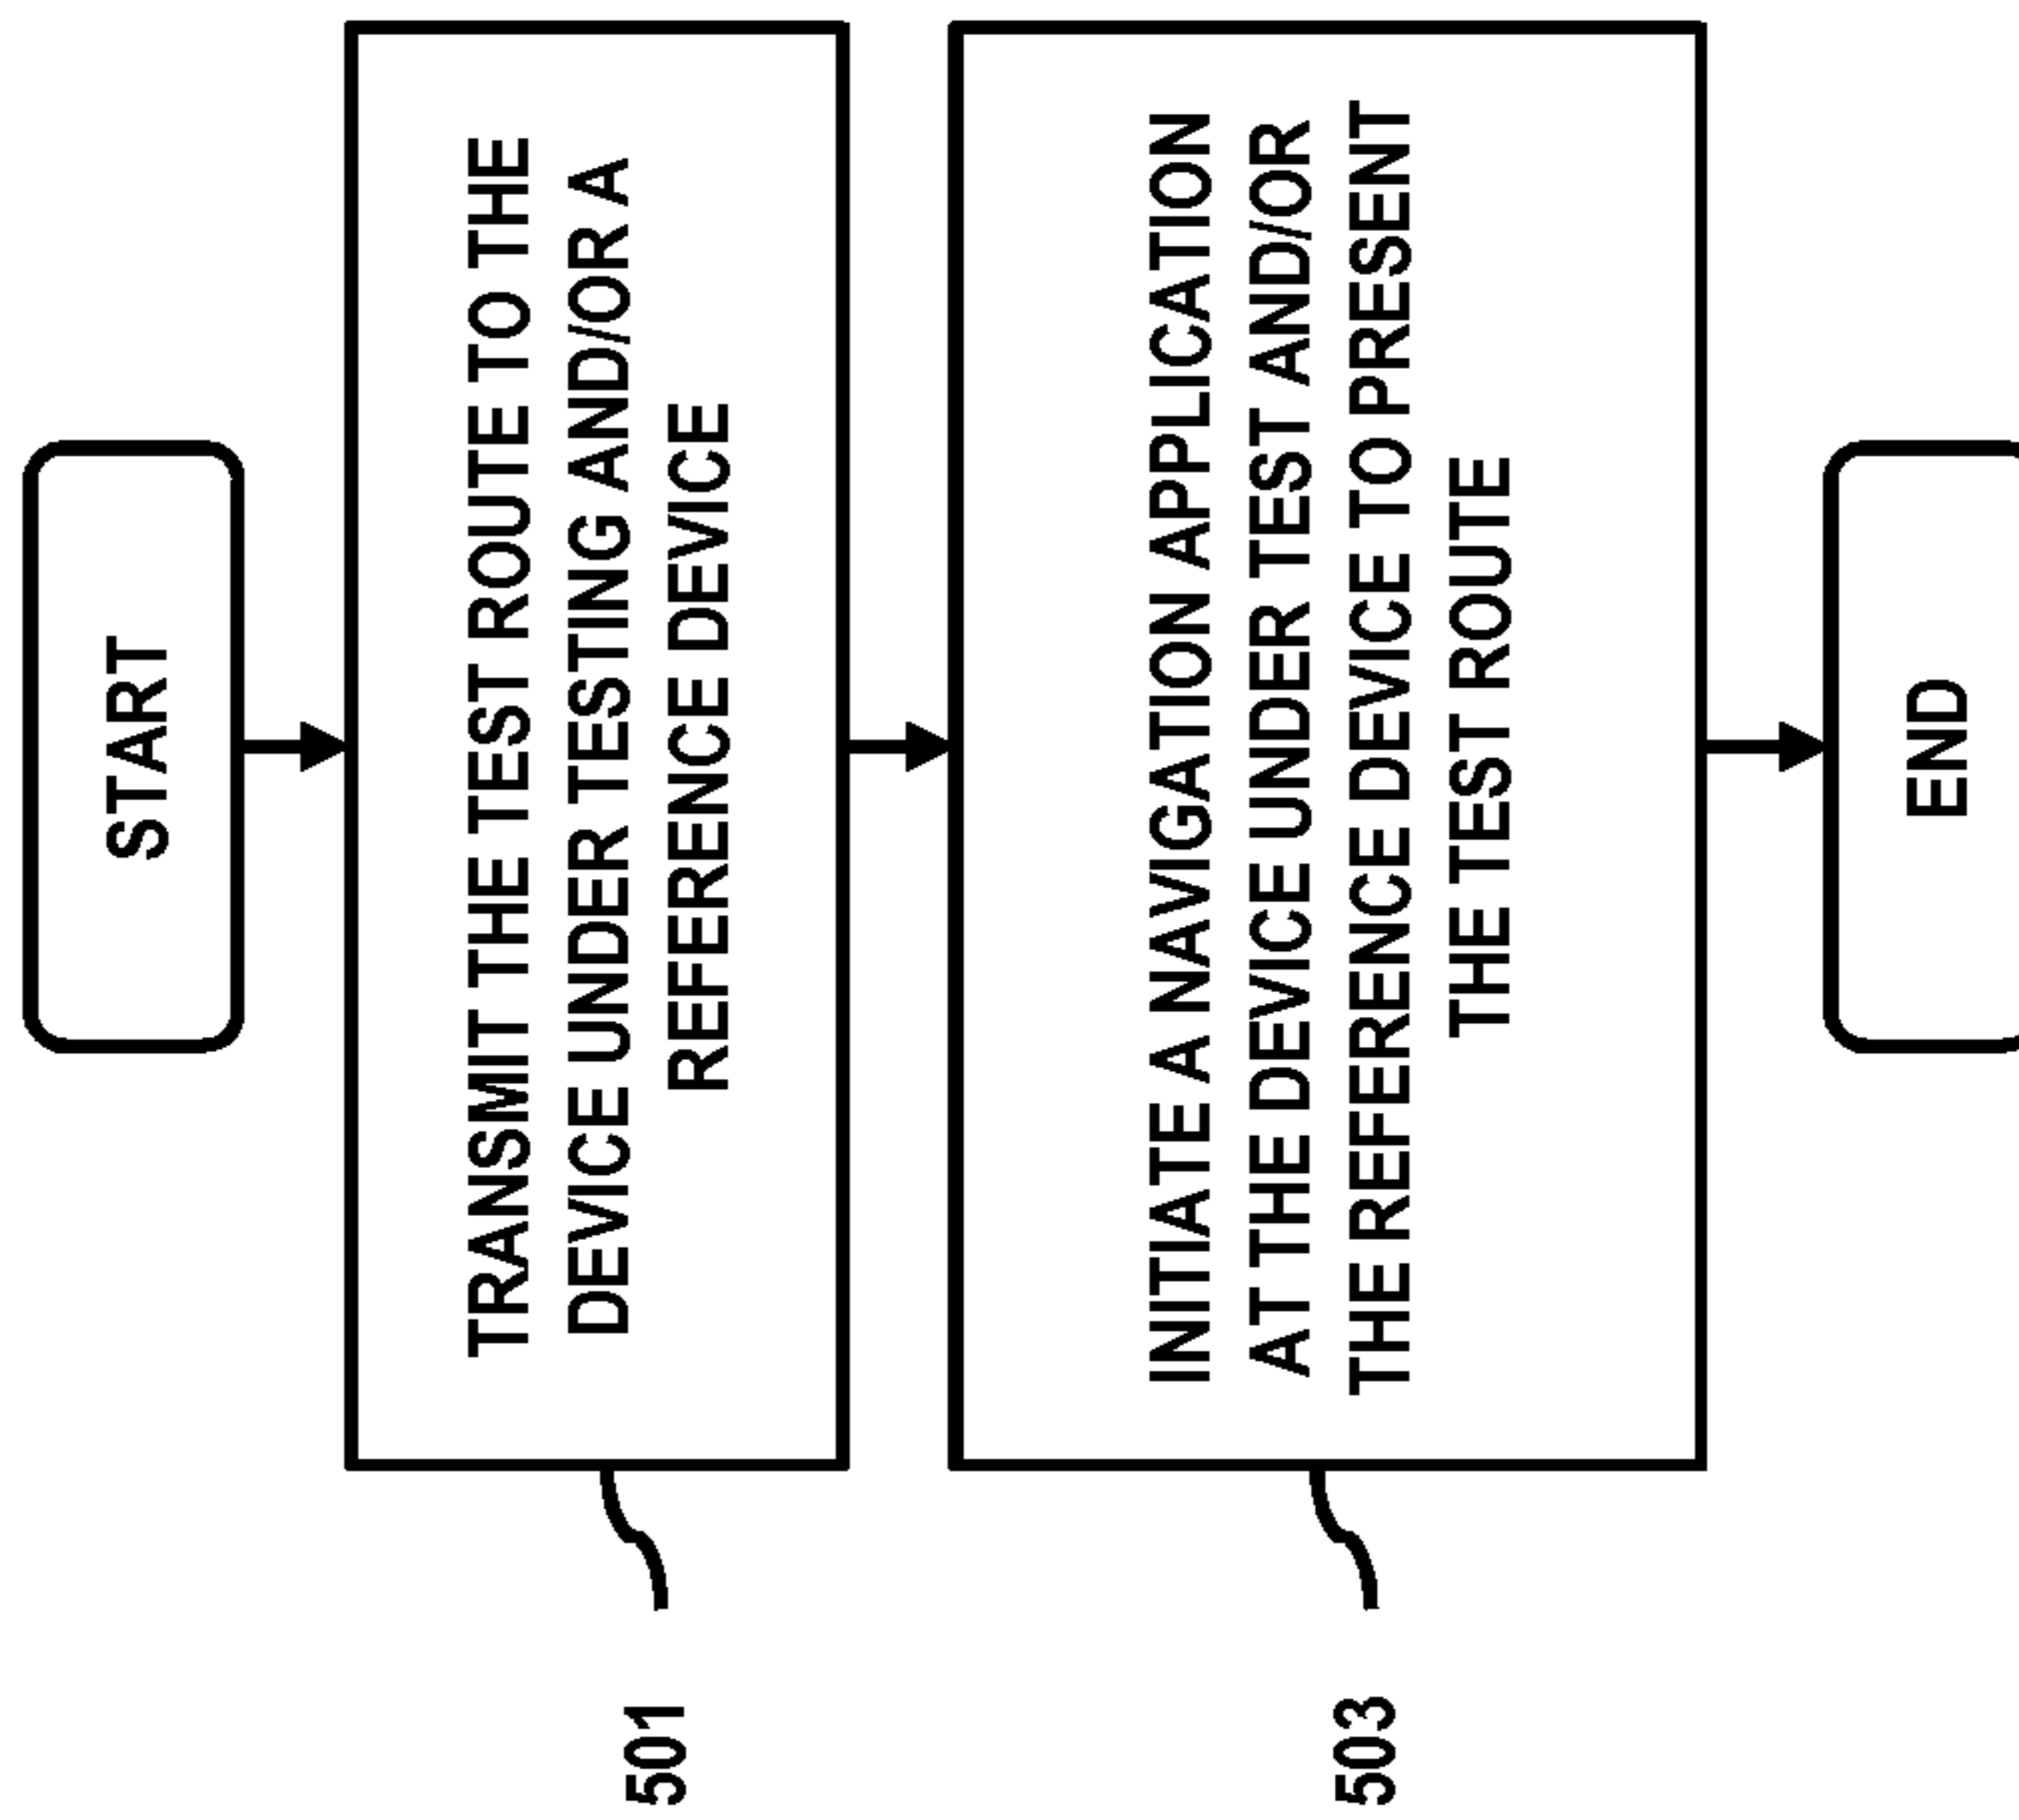 START
501
TRANSMIT THE TEST ROUTE TO THE
DEVICE UNDER TESTING AND/OR A
REFERENCE DEVICE
503
INITIATE A NAVIGATION APPLICATION
AT THE DEVICE UNDER TEST AND/OR
THE REFERENCE DEVICE TO PRESENT
THE TEST ROUTE
END